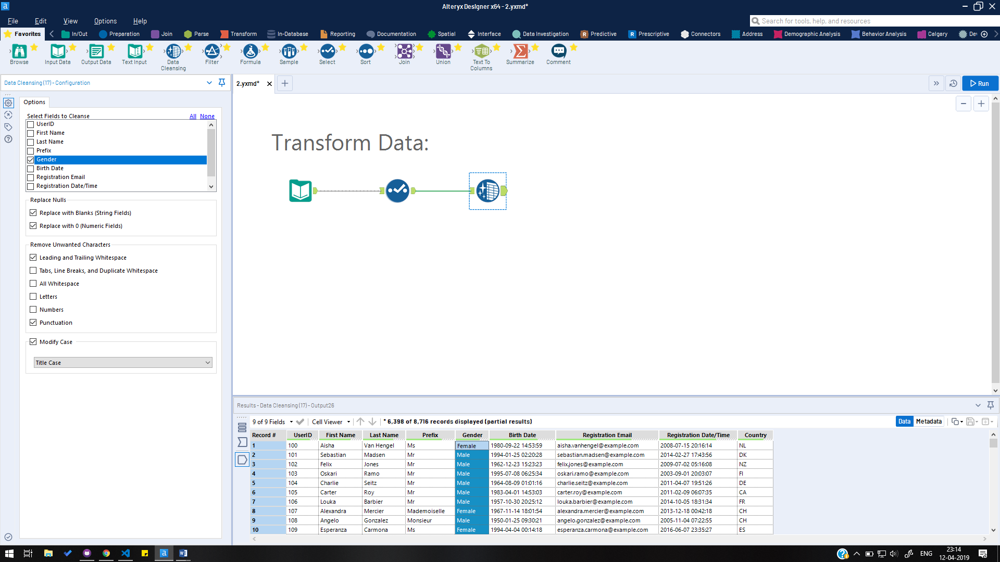 Alteryx Designer x64 - 2.yxmd*
File Edit View Options Help
Search for tools, help, and resources
Favorites In/Out Preparation Join Parse Transform In-Database Reporting Documentation Spatial Interface Data Investigation Predictive Prescriptive Connectors Address Demographic Analysis Behavior Analysis Calgary
Browse Input Data Output Data Text Input Data Cleansing Filter Formula Sample Select Sort Join Union Text To Columns Summarize Comment
Data Cleansing (17) - Configuration
2.yxmd*
Run
Options
Select Fields to Cleanse All None
UserID
First Name
Last Name
Prefix
Gender
Birth Date
Registration Email
Registration Date/Time
Replace Nulls
Replace with Blanks (String Fields)
Replace with 0 (Numeric Fields)
Remove Unwanted Characters
Leading and Trailing Whitespace
Tabs, Line Breaks, and Duplicate Whitespace
All Whitespace
Letters
Numbers
Punctuation
Modify Case
Title Case
Transform Data:
Results - Data Cleansing (17) - Output26
9 of 9 Fields Cell Viewer * 6,398 of 8,716 records displayed (partial results) Data Metadata
Record # UserID First Name Last Name Prefix Gender Birth Date Registration Email Registration Date/Time Country
1 100 Aisha Van Hengel Ms Female 1980-09-22 14:53:59 aisha.vanhengel@example.com 2008-07-15 20:16:14 NL
2 101 Sebastian Madsen Mr Male 1994-01-25 02:20:28 sebastian.madsen@example.com 2014-02-27 17:43:56 DK
3 102 Felix Jones Mr Male 1962-12-23 15:23:23 felix.jones@example.com 2009-07-02 05:16:08 NZ
4 103 Oskari Ramo Mr Male 1995-07-08 06:25:34 oskari.ramo@example.com 2003-09-01 20:03:07 FI
5 104 Charlie Seitz Mr Male 1964-08-09 01:01:16 charlie.seitz@example.com 2011-04-07 19:51:26 DE
6 105 Carter Roy Mr Male 1983-04-01 14:53:03 carter.roy@example.com 2011-02-09 06:07:35 CA
7 106 Louka Barbier Mr Male 1957-10-30 20:25:12 louka.barbier@example.com 2014-10-05 18:31:34 FR
8 107 Alexandra Mercier Mademoiselle Female 1967-11-14 18:01:54 alexandra.mercier@example.com 2013-12-18 00:42:18 CH
9 108 Angelo Gonzalez Monsieur Male 1950-01-25 09:30:21 angelo.gonzalez@example.com 2005-11-04 07:22:55 CH
10 109 Esperanza Carmona Ms Female 1994-04-04 00:14:18 esperanza.carmona@example.com 2016-06-07 23:35:27 ES
ENG
23:14
12-04-2019